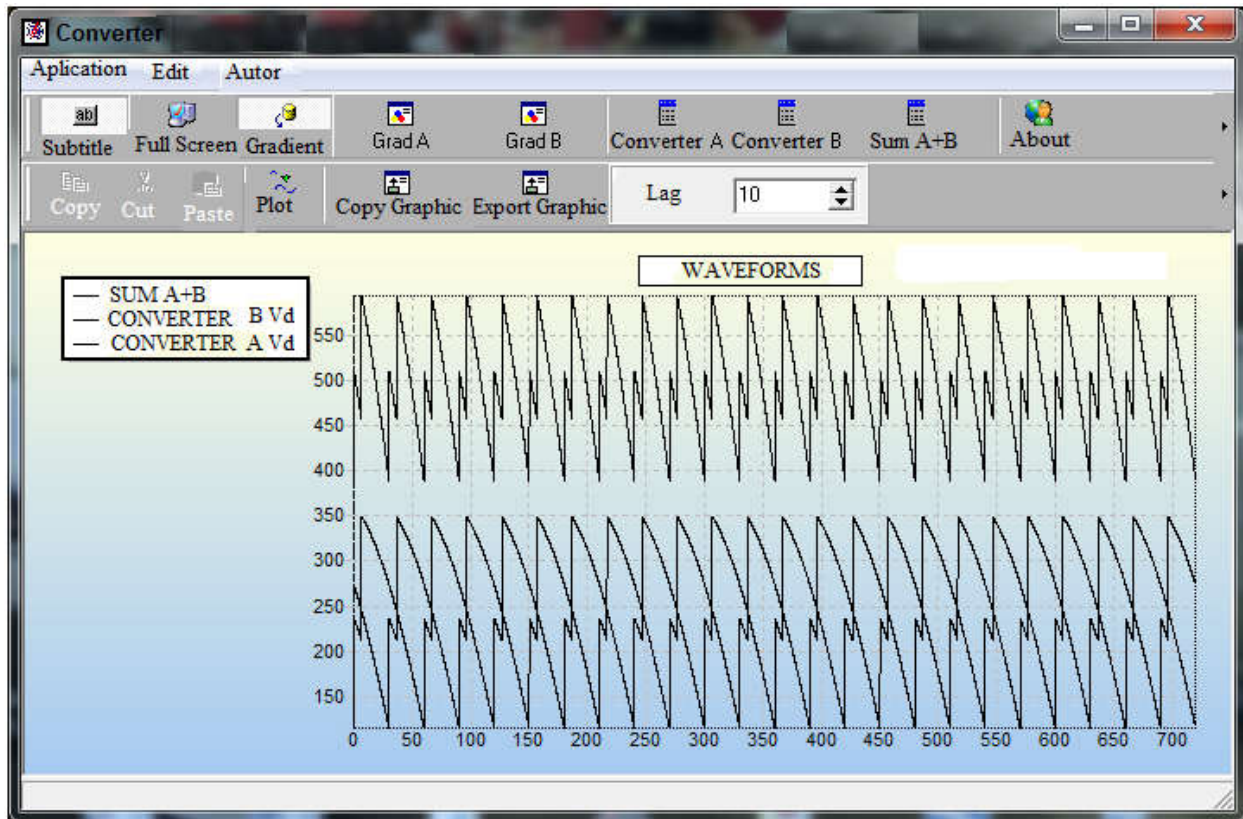 Converter
Aplication Edit Autor
ab
Subtitle Full Screen Gradient Grad A Grad B Converter A Converter B Sum A+B About
Copy Cut Paste Plot Copy Graphic Export Graphic Lag 10
WAVEFORMS
SUM A+B
CONVERTER B Vd
CONVERTER A Vd
550
500
450
400
350
300
250
200
150
0 50 100 150 200 250 300 350 400 450 500 550 600 650 700